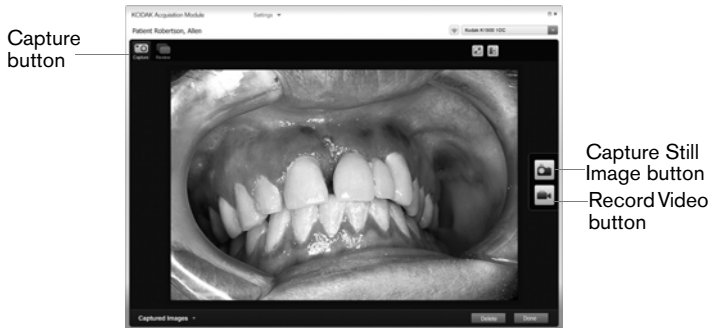 KODAK Acquisition Module
Settings
Patient Robertson, Allen
Capture
button
Capture
Review
Capture Still
Image button
Record Video
button
Captured Images
Delete
Done